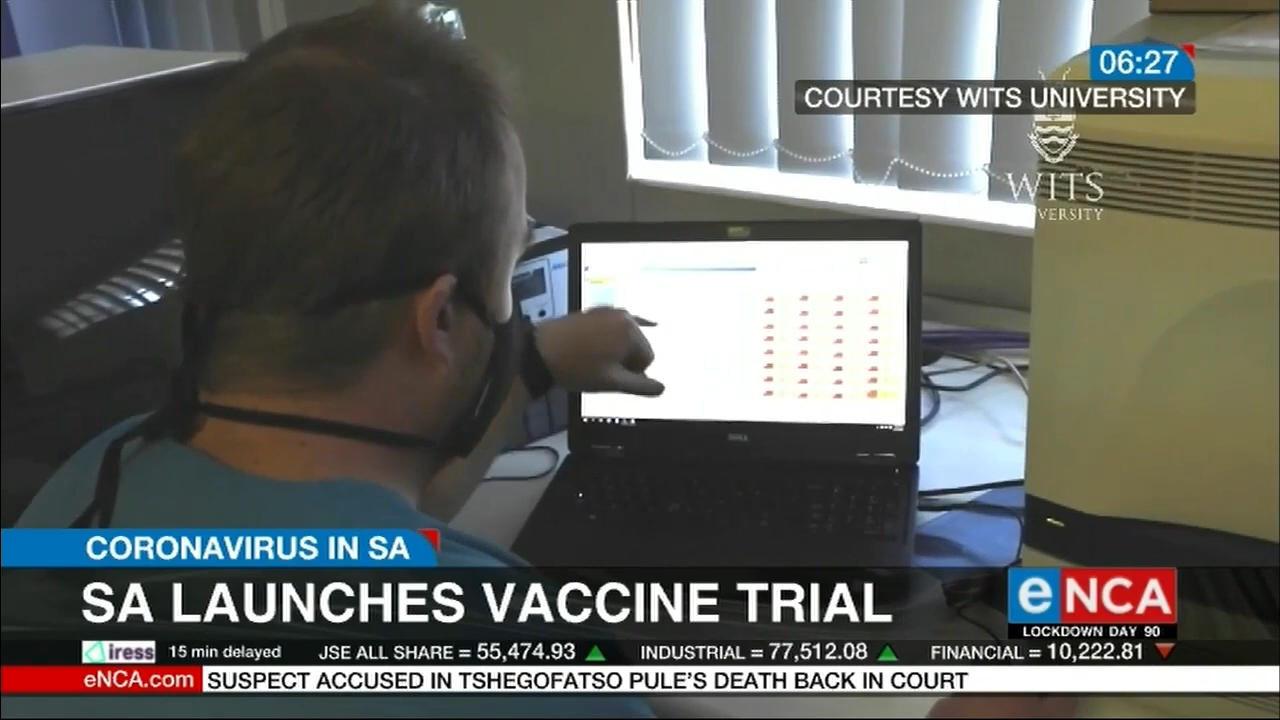 06:27
COURTESY WITS UNIVERSITY
WITS
VERSITY
CORONAVIRUS IN SA
SA LAUNCHES VACCINE TRIAL
eNCA
LOCKDOWN DAY 90
iress 15 min delayed JSE ALL SHARE = 55,474.93 INDUSTRIAL = 77,512.08 FINANCIAL = 10,222.81
eNCA.com SUSPECT ACCUSED IN TSHEGOFATSO PULE'S DEATH BACK IN COURT
DELL